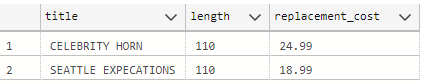 title length replacement_cost
1 CELEBRITY HORN 110 24.99
2 SEATTLE EXPECATIONS 110 18.99